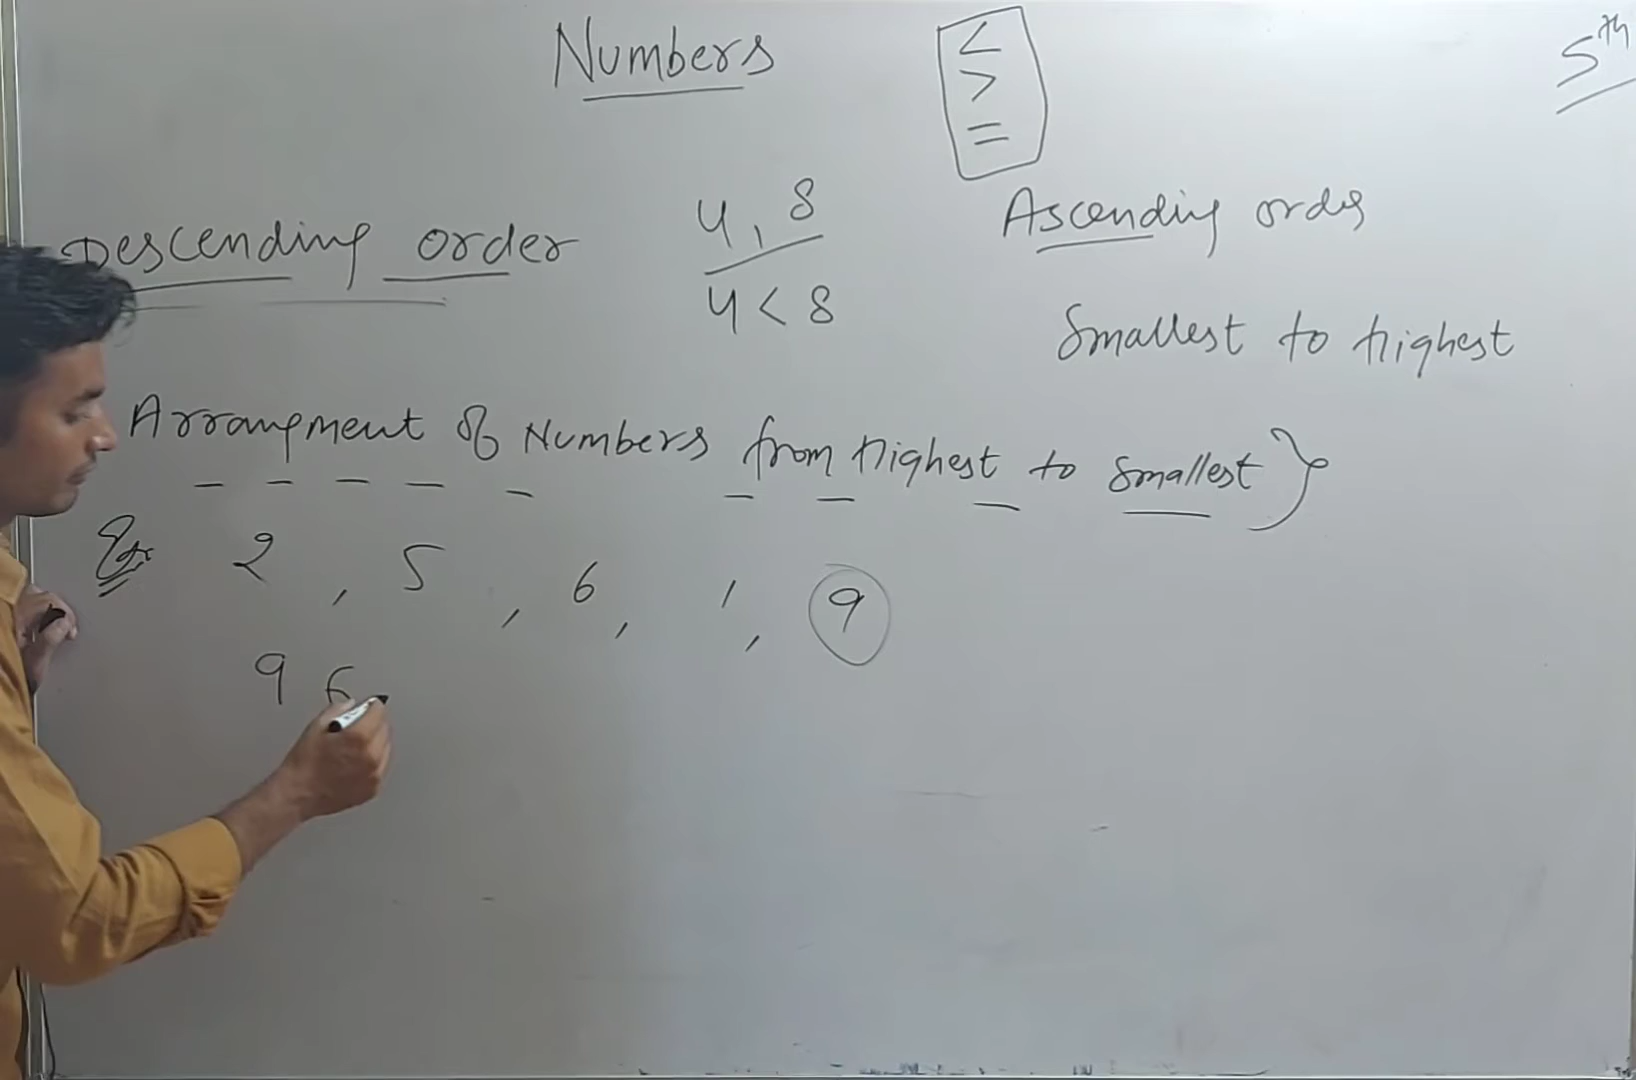 Numbers
<
>
=
5th
Descending order
4, 8
4 < 8
Ascending order
Smallest to highest
Arrangment of Numbers from highest to smallest }
Ex 2, 5, 6, 1, 9
9 6